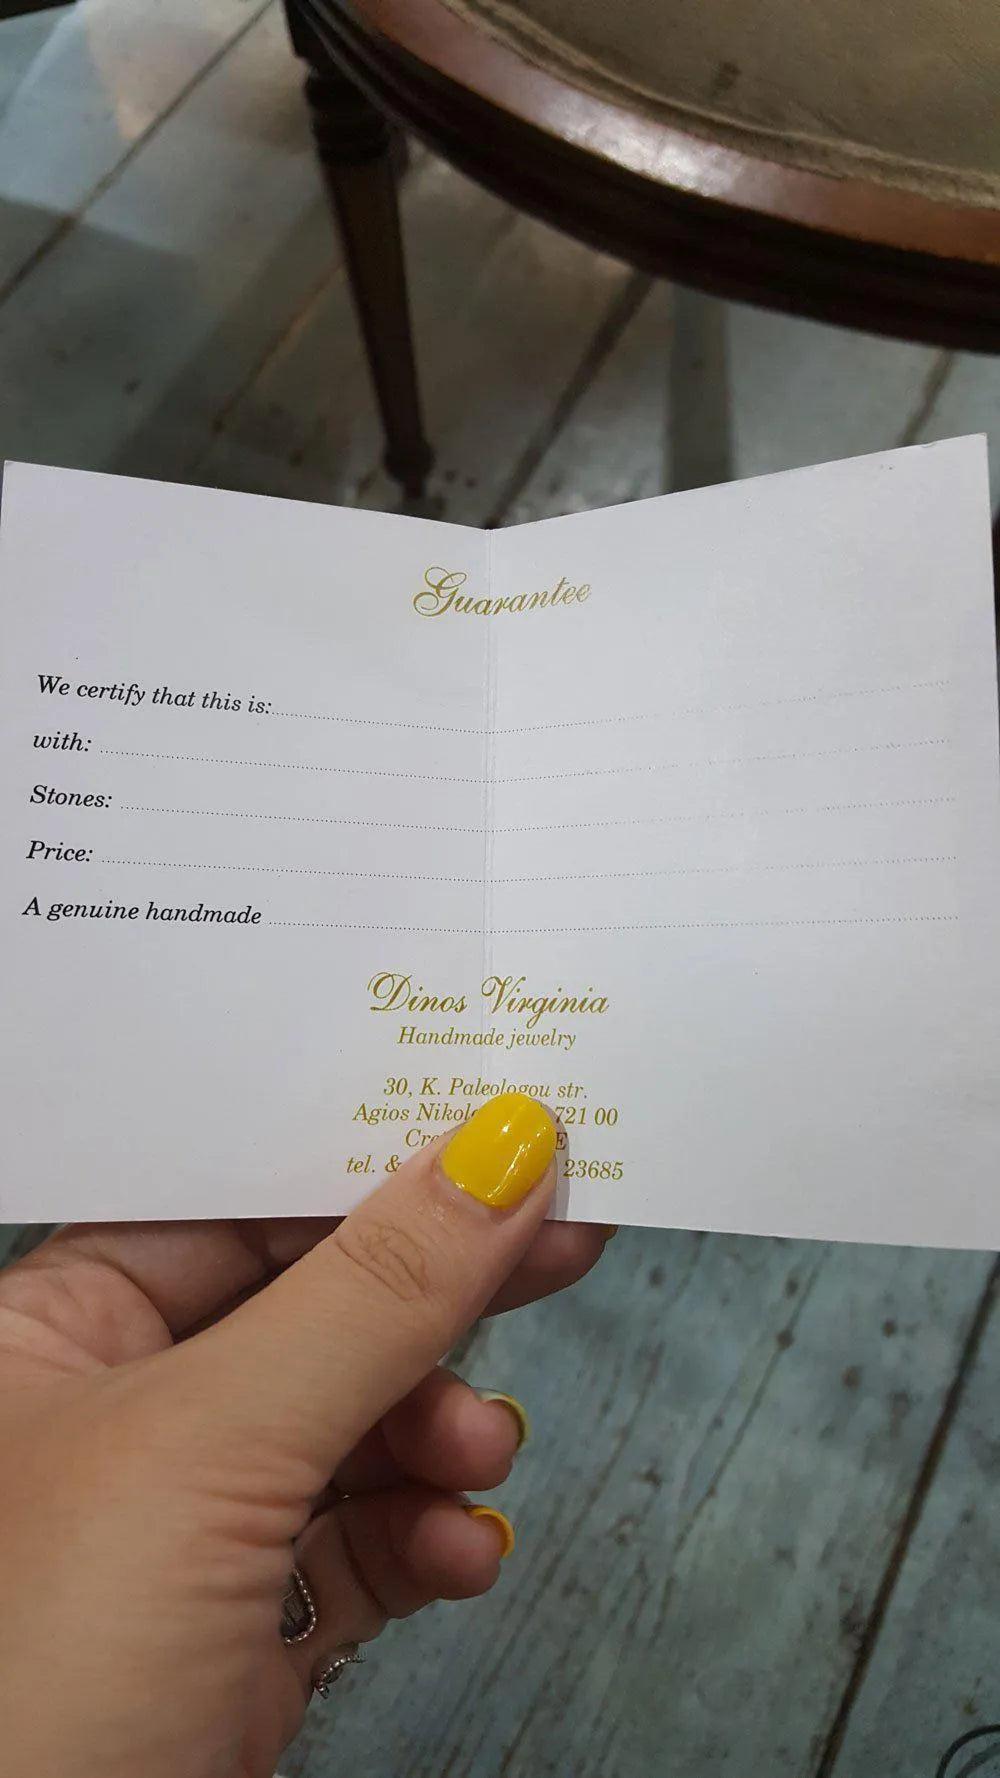 Guarantee
We certify that this is:
with:
Stones:
Price:
A genuine handmade
Dinos Virginia
Handmade jewelry
30, K. Paleologou str.
Agios 721 00
tel. & 23685